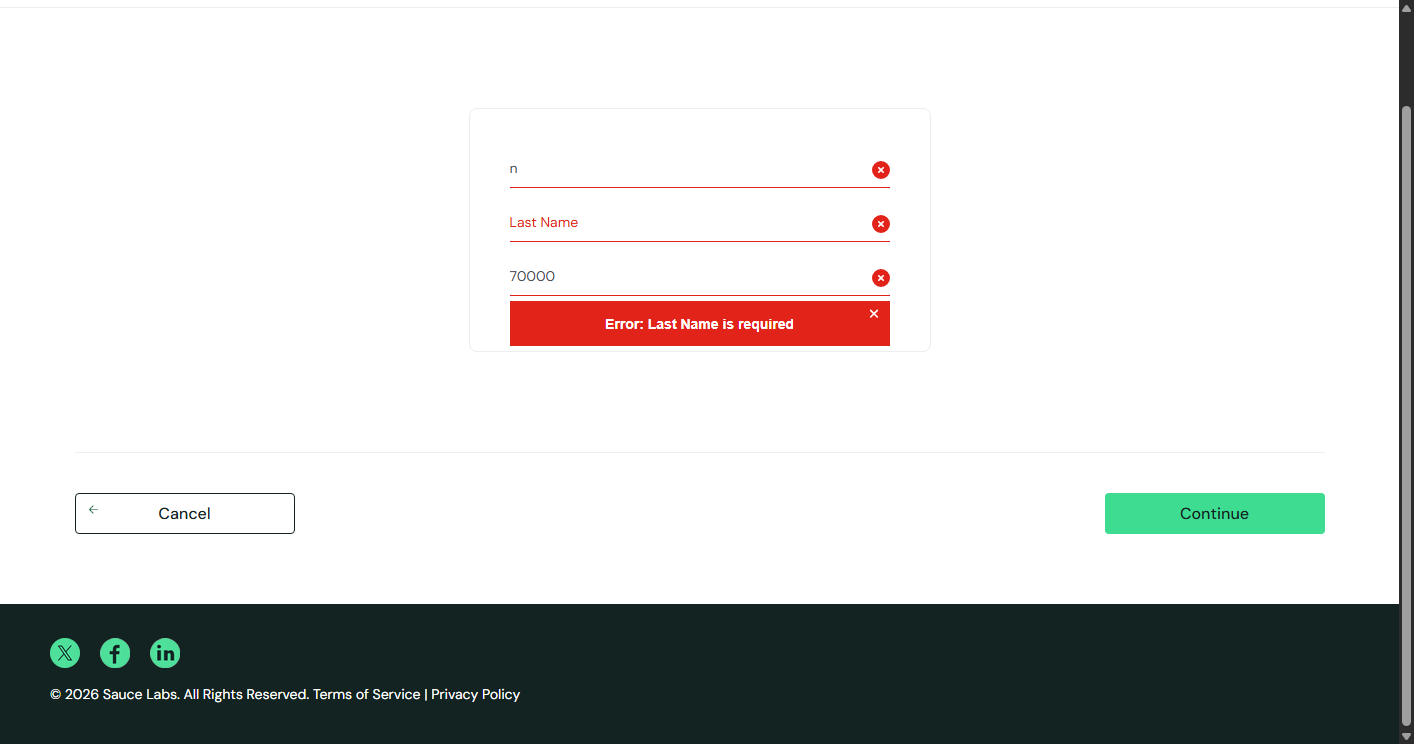 n
Last Name
70000
Error: Last Name is required
Cancel
Continue
© 2026 Sauce Labs. All Rights Reserved. Terms of Service | Privacy Policy